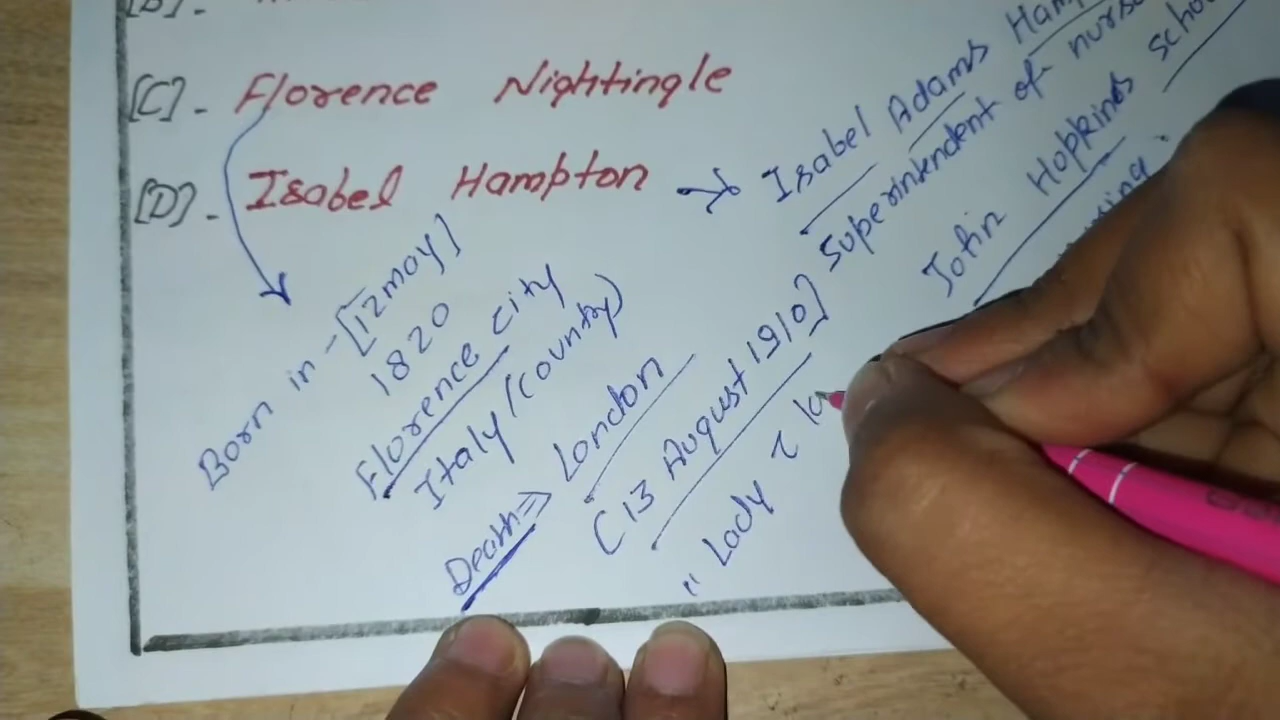 [B].
[C]. Florence Nightingle
[D]. Isabel Hampton
→ Isabel Adams Ham
Superintendent of nurs
John Hopkins scho
Born in - [12 may]
1820
Florence city
Italy (country)
Death ⇒ London
(13 August 1910]
" Lady